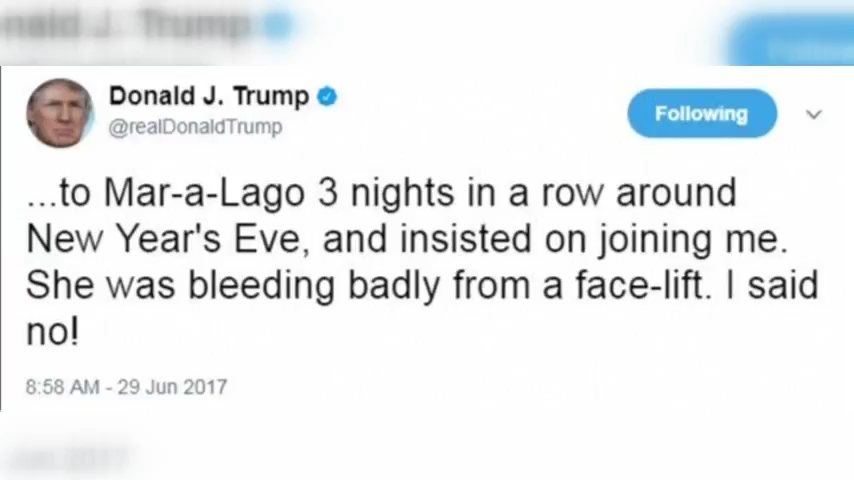 Donald J. Trump
@realDonaldTrump
Following
...to Mar-a-Lago 3 nights in a row around
New Year's Eve, and insisted on joining me.
She was bleeding badly from a face-lift. I said
no!
8:58 AM - 29 Jun 2017